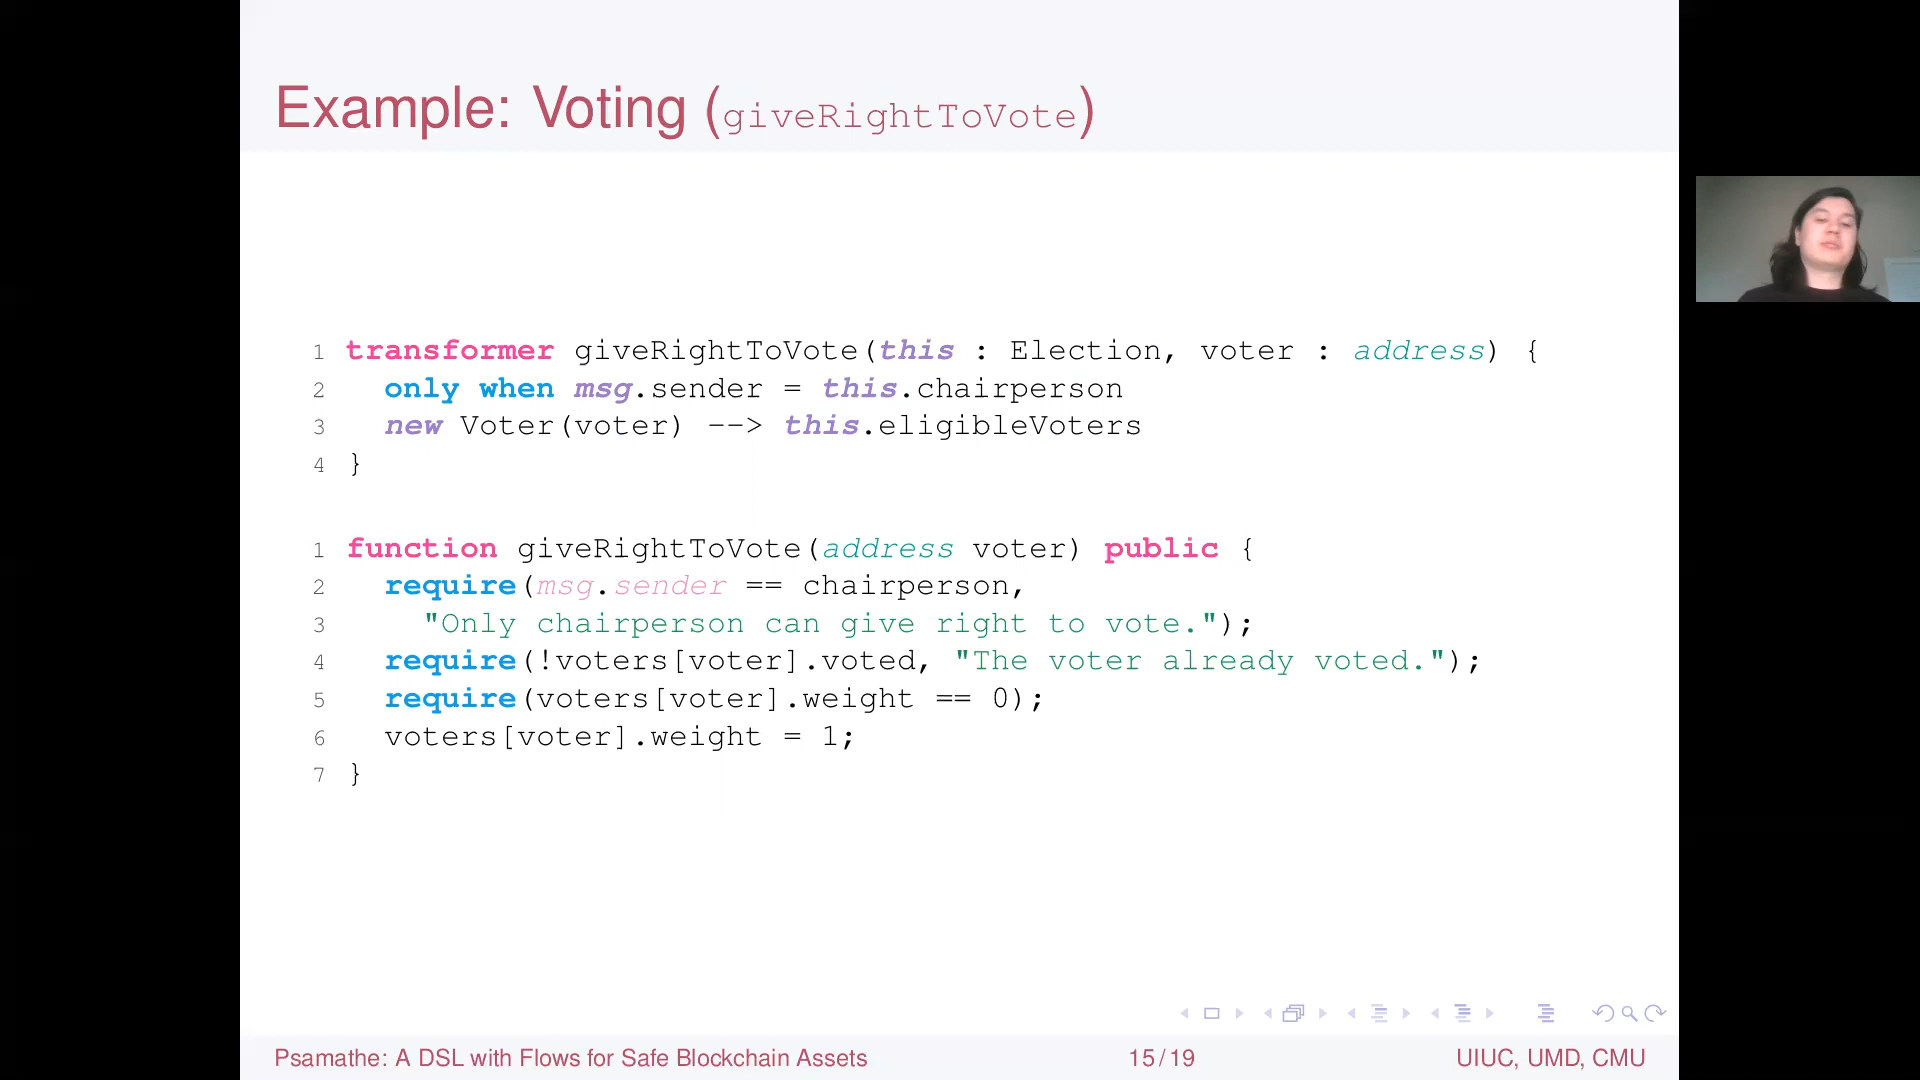 Example: Voting (giveRightToVote)
1 transformer giveRightToVote(this : Election, voter : address) {
2 only when msg.sender = this.chairperson
3 new Voter(voter) --> this.eligibleVoters
4 }
1 function giveRightToVote(address voter) public {
2 require(msg.sender == chairperson,
3 "Only chairperson can give right to vote.");
4 require(!voters[voter].voted, "The voter already voted.");
5 require(voters[voter].weight == 0);
6 voters[voter].weight = 1;
7 }
Psamathe: A DSL with Flows for Safe Blockchain Assets 15/19 UIUC, UMD, CMU